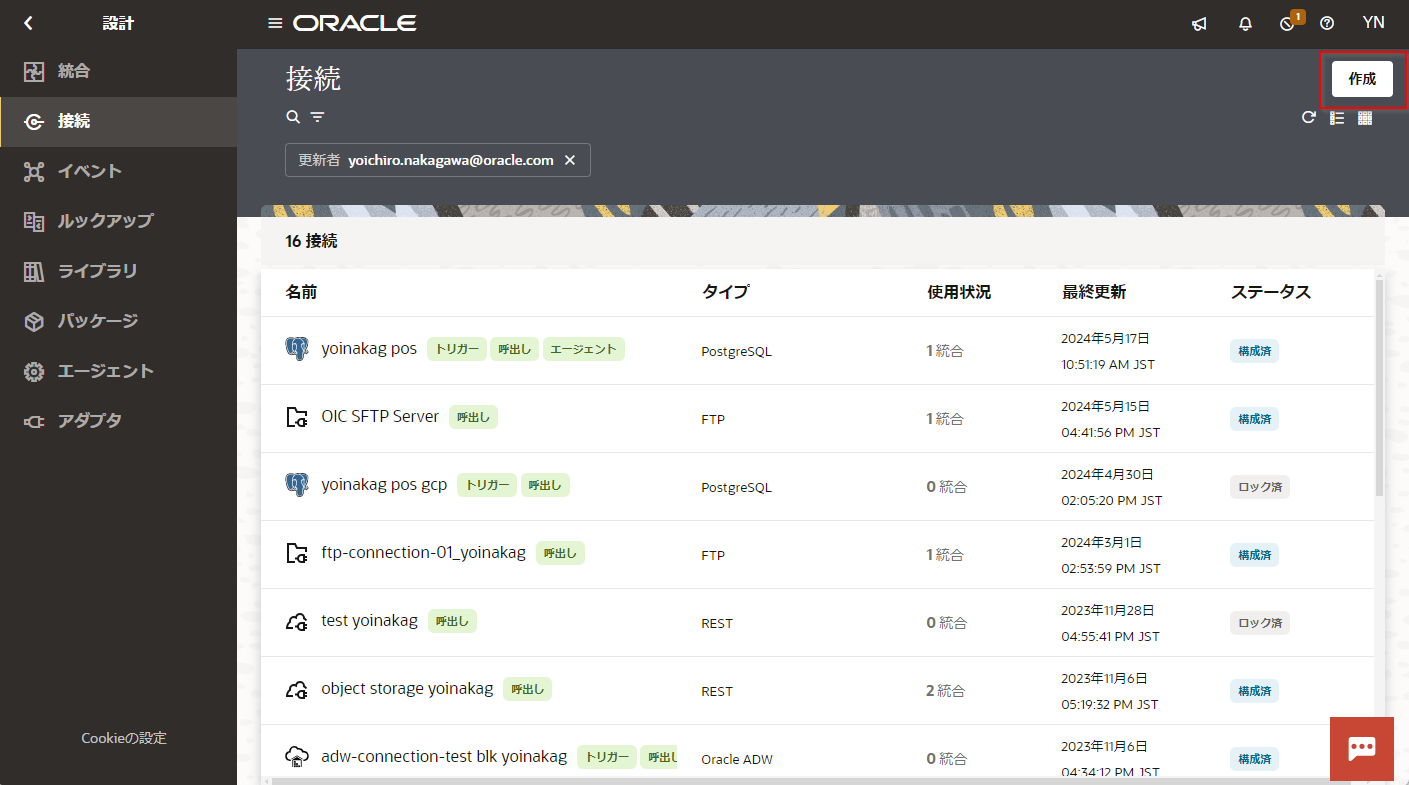 設計
ORACLE
1
YN
統合
接続
イベント
ルックアップ
ライブラリ
パッケージ
エージェント
アダプタ
Cookieの設定
接続
作成
更新者 yoichiro.nakagawa@oracle.com
16 接続
名前 タイプ 使用状況 最終更新 ステータス
yoinakag pos トリガー 呼出し エージェント PostgreSQL 1 統合 2024年5月17日 構成済
10:51:19 AM JST
OIC SFTP Server 呼出し FTP 1 統合 2024年5月15日 構成済
04:41:56 PM JST
yoinakag pos gcp トリガー 呼出し PostgreSQL 0 統合 2024年4月30日 ロック済
02:05:20 PM JST
ftp-connection-01_yoinakag 呼出し FTP 1 統合 2024年3月1日 構成済
02:53:59 PM JST
test yoinakag 呼出し REST 0 統合 2023年11月28日 ロック済
04:55:41 PM JST
object storage yoinakag 呼出し REST 2 統合 2023年11月6日 構成済
05:19:32 PM JST
adw-connection-test blk yoinakag トリガー 呼出し Oracle ADW 0 統合 2023年11月6日 構成済
04:34:12 PM JST